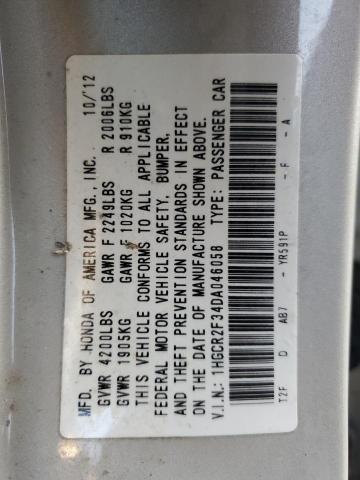 MFD. BY HONDA OF AMERICA MFG., INC. 10/'12
GVWR 4200LBS GAWR F 2249LBS R 2006LBS
GVWR 1905KG GAWR F 1020KG R 910KG
THIS VEHICLE CONFORMS TO ALL APPLICABLE
FEDERAL MOTOR VEHICLE SAFETY, BUMPER,
AND THEFT PREVENTION STANDARDS IN EFFECT
ON THE DATE OF MANUFACTURE SHOWN ABOVE.
V.I.N.: 1HGCR2F34DA046058 TYPE: PASSENGER CAR
T2F D AB7 - YR591P - F - A